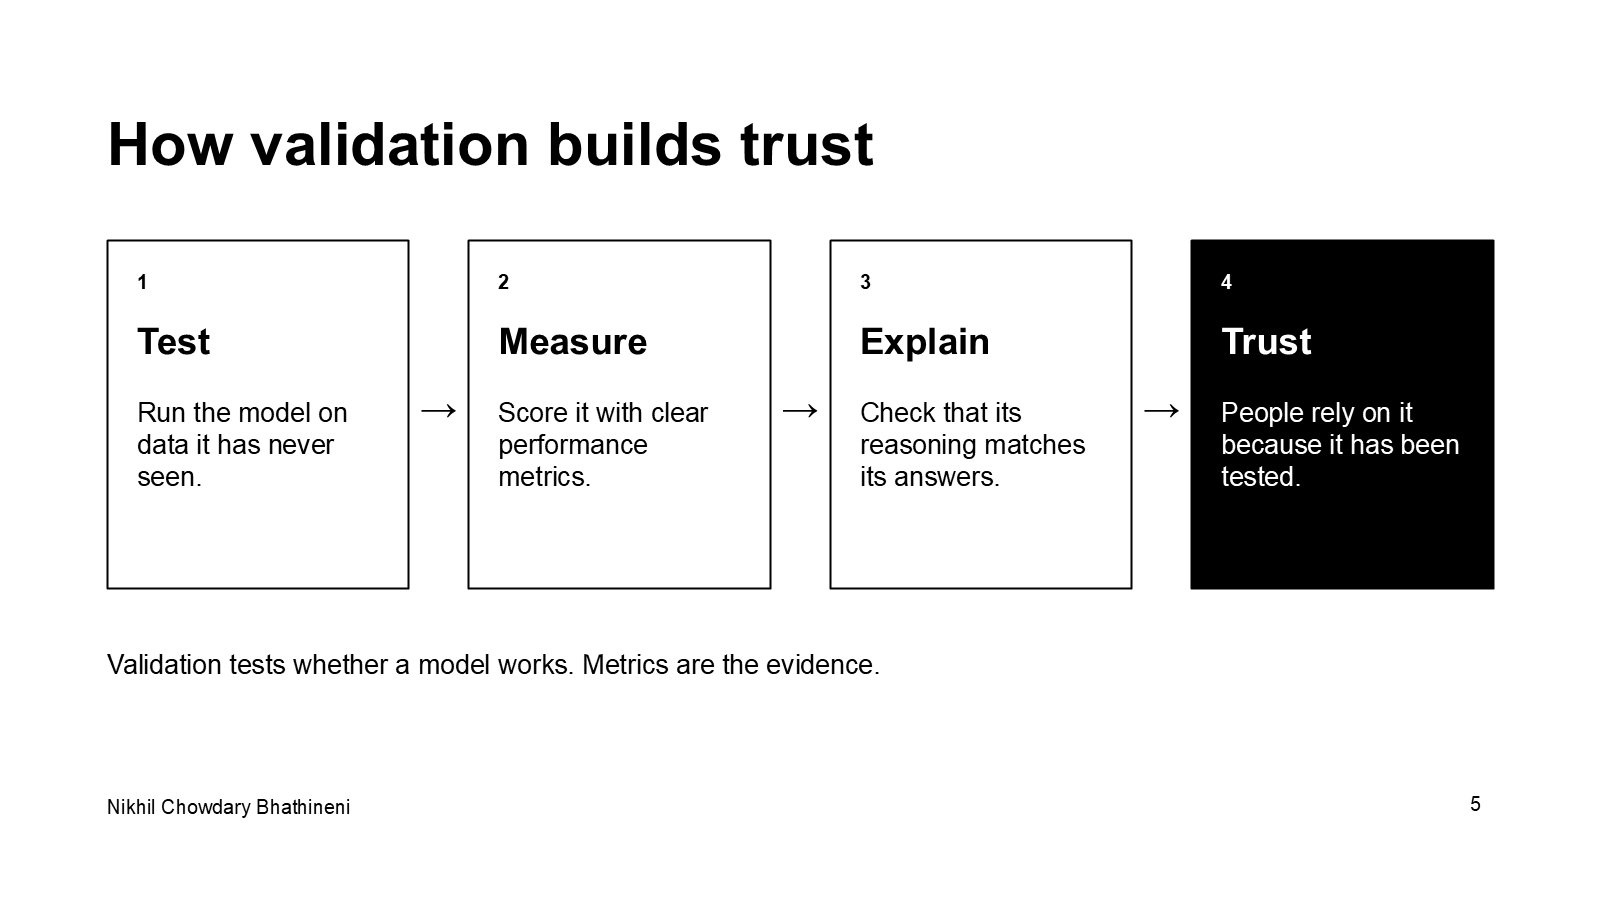 How validation builds trust
1
Test
Run the model on
data it has never
seen.
→
2
Measure
Score it with clear
performance
metrics.
→
3
Explain
Check that its
reasoning matches
its answers.
→
4
Trust
People rely on it
because it has been
tested.
Validation tests whether a model works. Metrics are the evidence.
Nikhil Chowdary Bhathineni
5